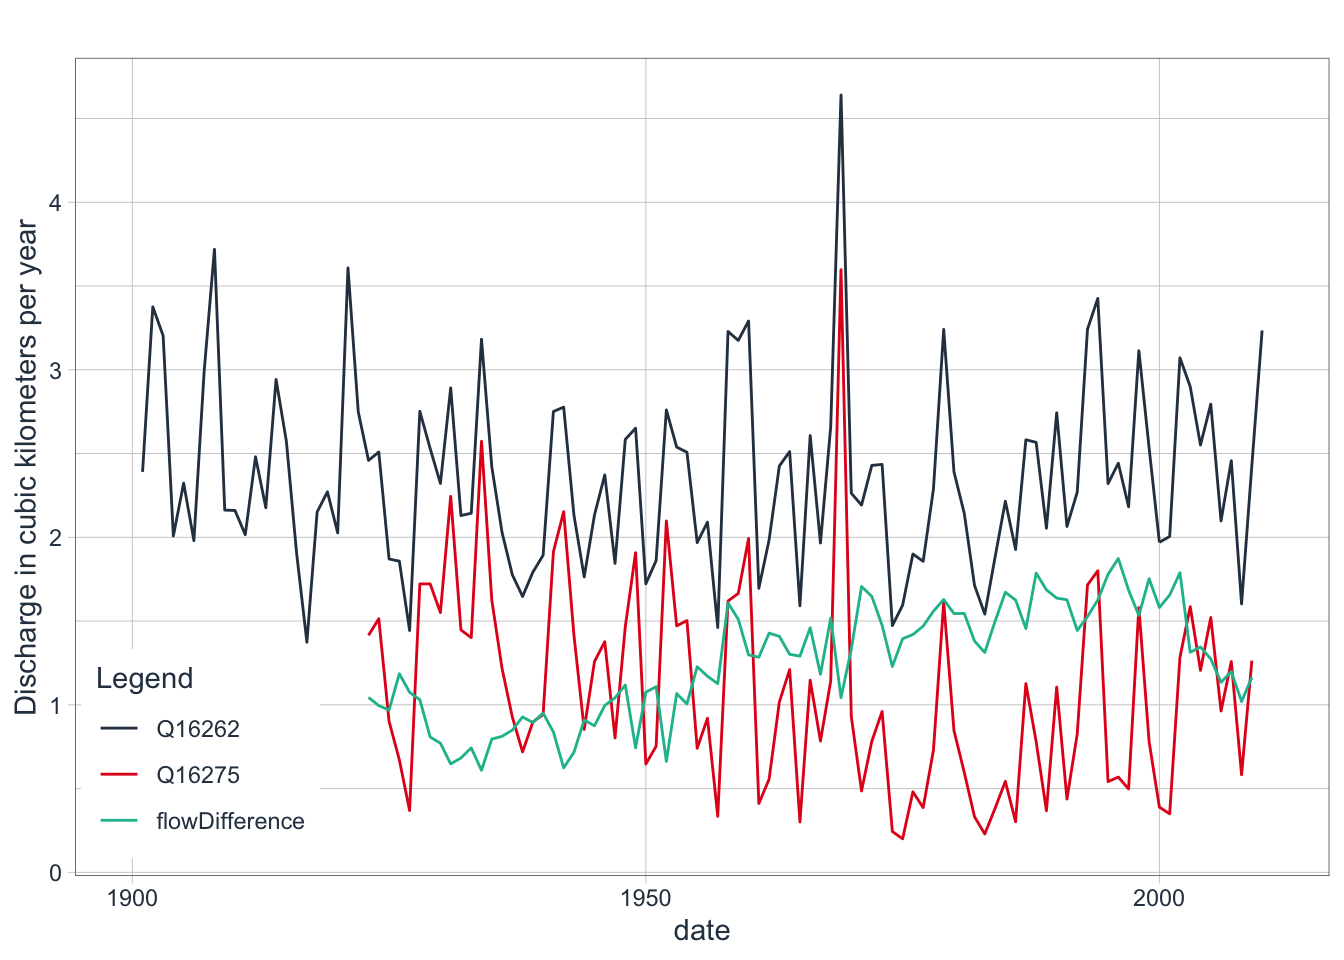 Discharge in cubic kilometers per year
4
3
2
1
0
Legend
Q16262
Q16275
flowDifference
1900
1950
2000
date